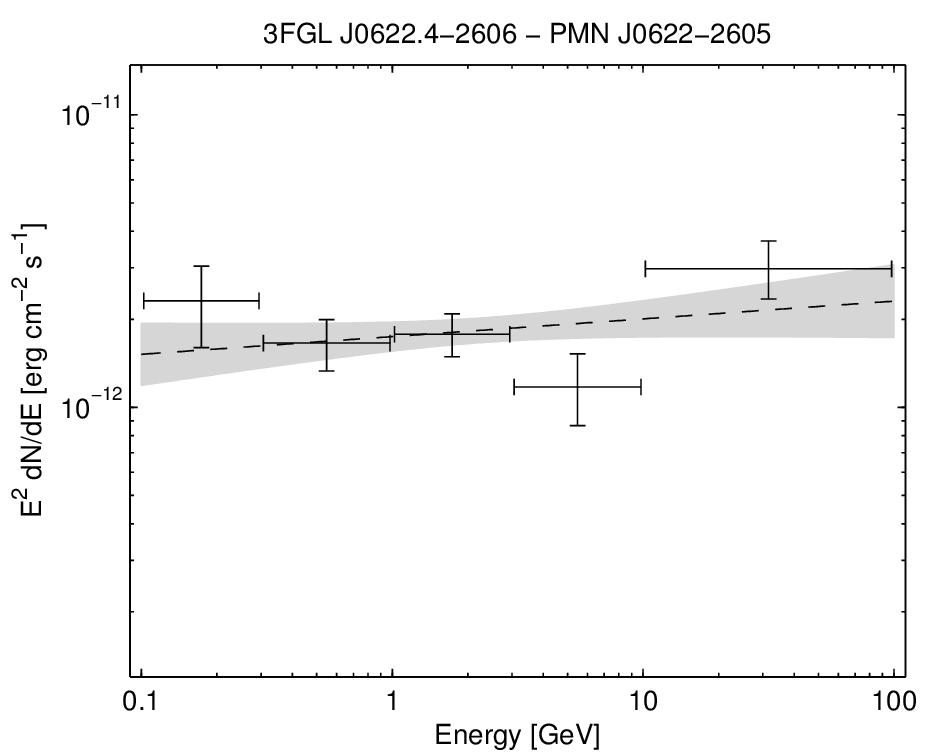 3FGL J0622.4−2606 − PMN J0622−2605
10⁻¹¹
10⁻¹²
E² dN/dE [erg cm⁻² s⁻¹]
0.1 1 10 100
Energy [GeV]